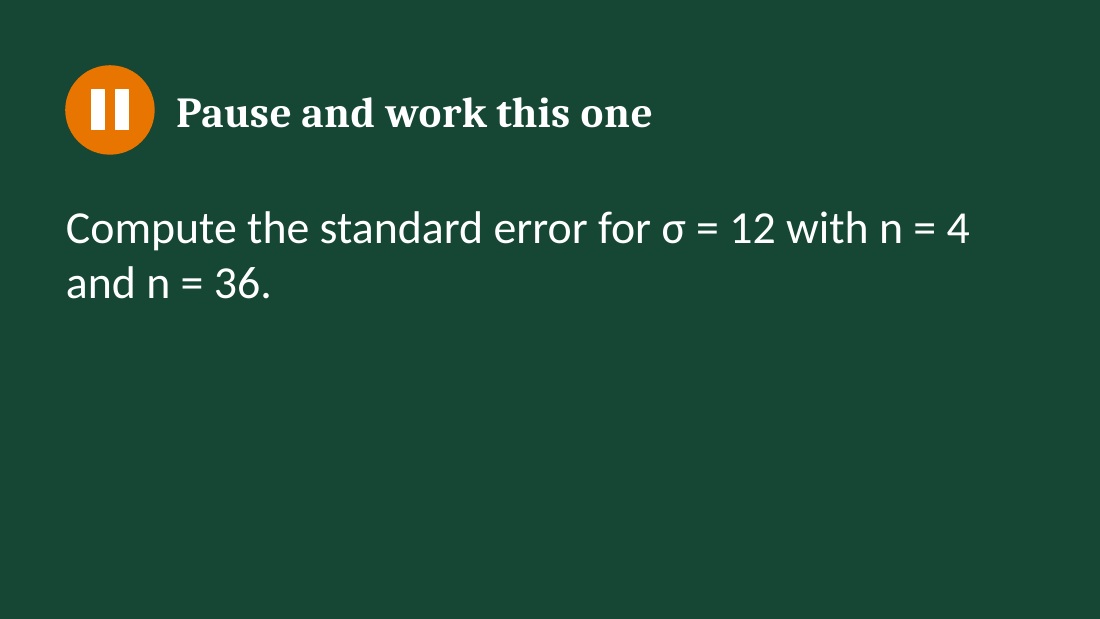 Pause and work this one
Compute the standard error for σ = 12 with n = 4
and n = 36.